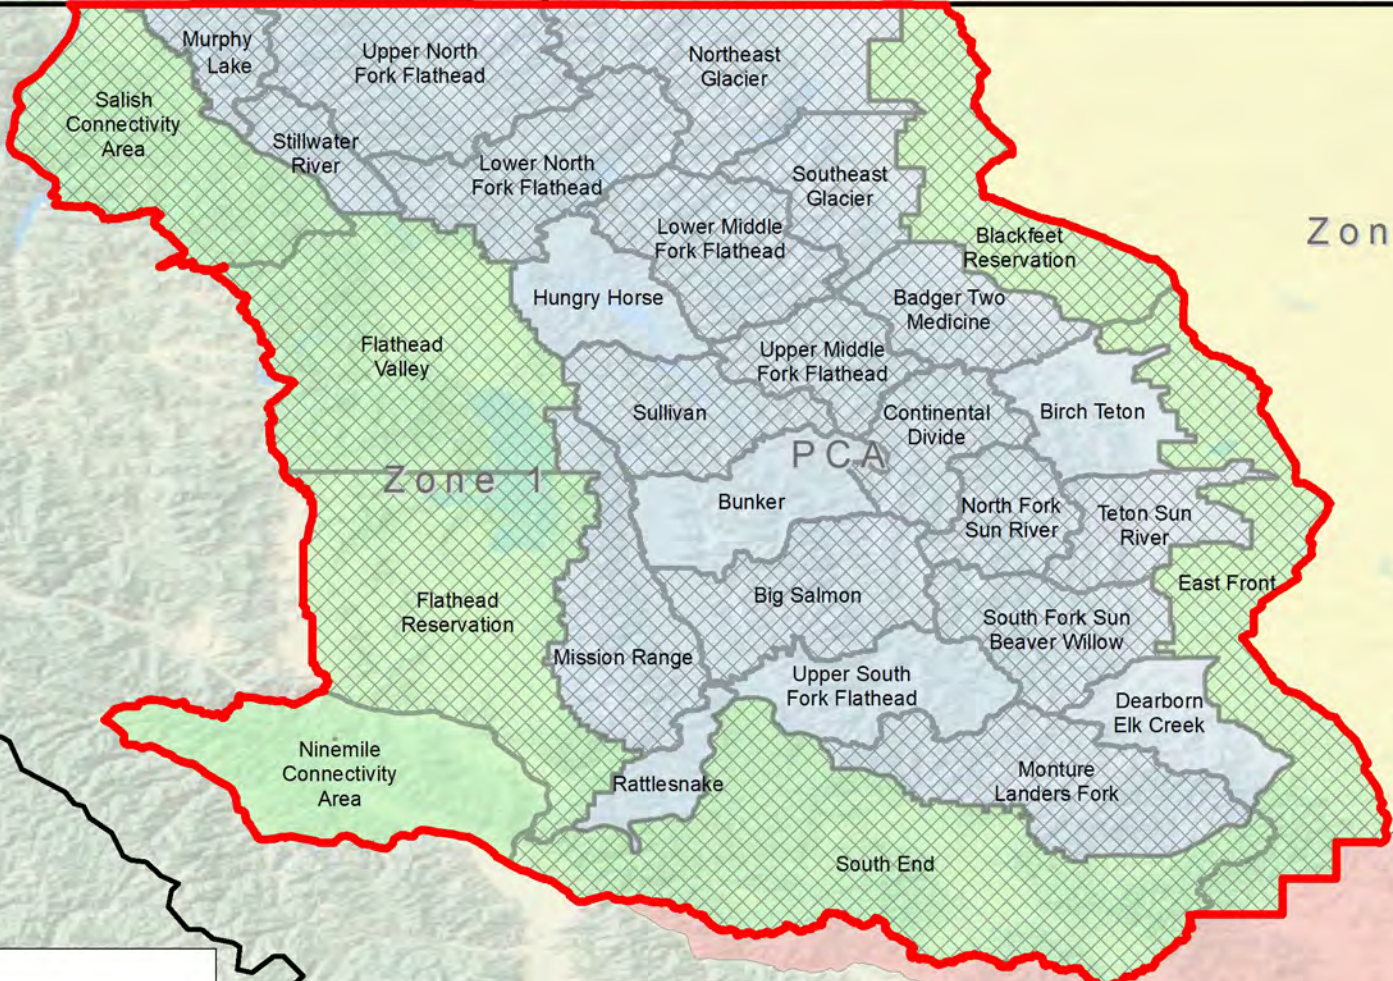 Murphy
Lake
Upper North
Fork Flathead
Northeast
Glacier
Salish
Connectivity
Area
Stillwater
River
Lower North
Fork Flathead
Southeast
Glacier
Lower Middle
Fork Flathead
Blackfeet
Reservation
Zon
Hungry Horse
Badger Two
Medicine
Flathead
Valley
Upper Middle
Fork Flathead
Sullivan
Continental
Divide
Birch Teton
PCA
Zone 1
Bunker
North Fork
Sun River
Teton Sun
River
East Front
Big Salmon
Flathead
Reservation
South Fork Sun
Beaver Willow
Mission Range
Upper South
Fork Flathead
Dearborn
Elk Creek
Ninemile
Connectivity
Area
Rattlesnake
Monture
Landers Fork
South End